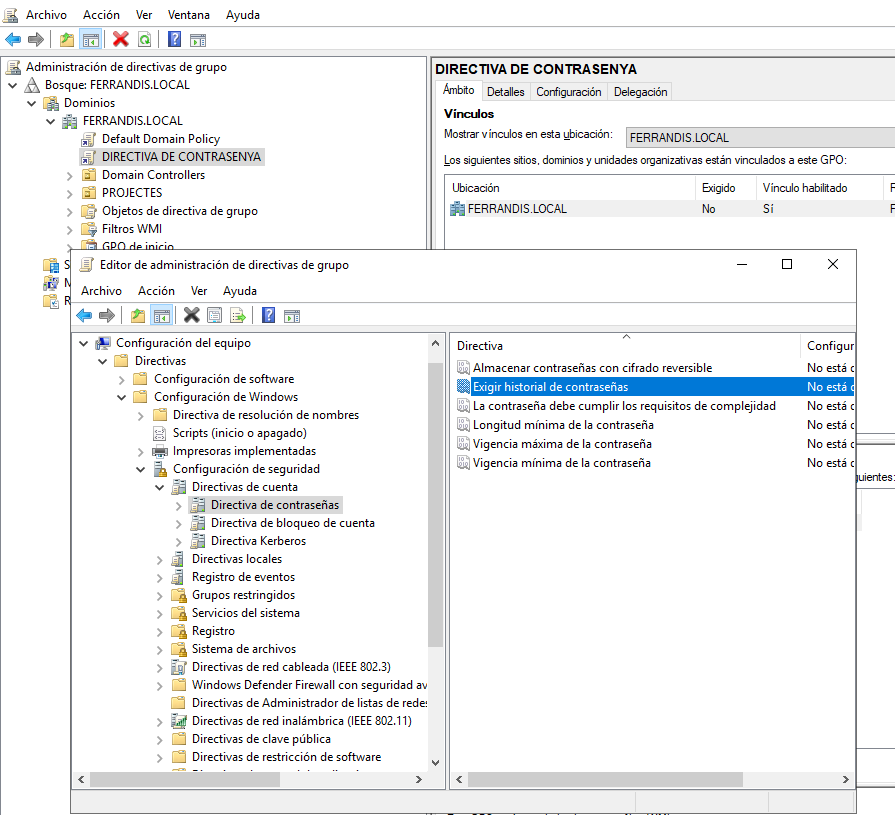 Archivo Acción Ver Ventana Ayuda
Administración de directivas de grupo
Bosque: FERRANDIS.LOCAL
Dominios
FERRANDIS.LOCAL
Default Domain Policy
DIRECTIVA DE CONTRASENYA
Domain Controllers
PROJECTES
Objetos de directiva de grupo
Filtros WMI
GPO de inicio
S
M
R
DIRECTIVA DE CONTRASENYA
Ámbito Detalles Configuración Delegación
Vínculos
Mostrar vínculos en esta ubicación: FERRANDIS.LOCAL
Los siguientes sitios, dominios y unidades organizativas están vinculados a este GPO:
Ubicación Exigido Vínculo habilitado
FERRANDIS.LOCAL No Sí
Editor de administración de directivas de grupo
Archivo Acción Ver Ayuda
Configuración del equipo
Directivas
Configuración de software
Configuración de Windows
Directiva de resolución de nombres
Scripts (inicio o apagado)
Impresoras implementadas
Configuración de seguridad
Directivas de cuenta
Directiva de contraseñas
Directiva de bloqueo de cuenta
Directiva Kerberos
Directivas locales
Registro de eventos
Grupos restringidos
Servicios del sistema
Registro
Sistema de archivos
Directivas de red cableada (IEEE 802.3)
Windows Defender Firewall con seguridad av
Directivas de Administrador de listas de redes
Directivas de red inalámbrica (IEEE 802.11)
Directivas de clave pública
Directivas de restricción de software
Directiva Configur
Almacenar contraseñas con cifrado reversible No está c
Exigir historial de contraseñas No está c
La contraseña debe cumplir los requisitos de complejidad No está c
Longitud mínima de la contraseña No está c
Vigencia máxima de la contraseña No está c
Vigencia mínima de la contraseña No está c
guientes: